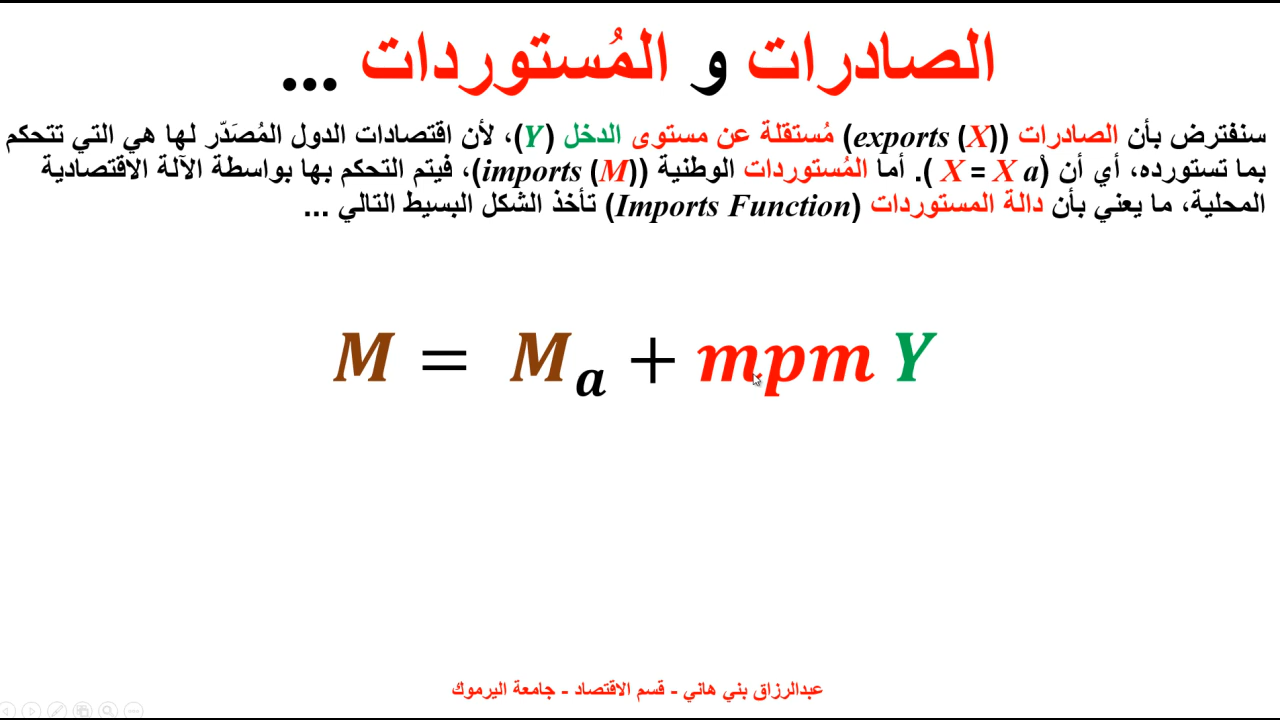 الصادرات و المُستوردات ...
سنفترض بأن الصادرات (exports (X)) مُستقلة عن مستوى الدخل (Y)، لأن اقتصادات الدول المُصَدّر لها هي التي تتحكم
بما تستورده، أي أن (X = X a ). أما المُستوردات الوطنية (imports (M))، فيتم التحكم بها بواسطة الآلة الاقتصادية
المحلية، ما يعني بأن دالة المستوردات (Imports Function) تأخذ الشكل البسيط التالي ...
M = Mₐ + mpm Y
عبدالرزاق بني هاني - قسم الاقتصاد - جامعة اليرموك